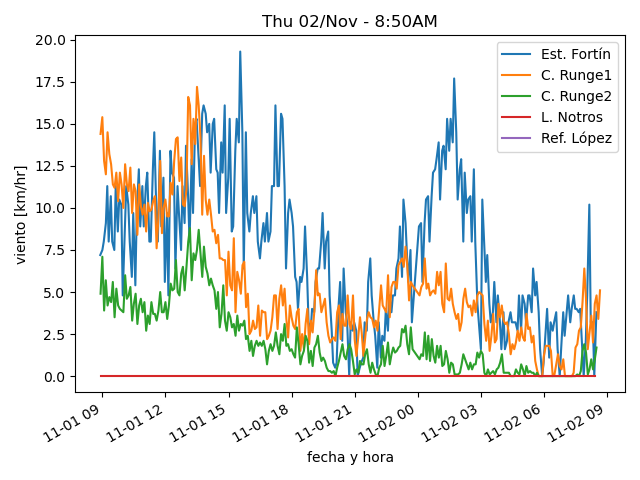 Thu 02/Nov - 8:50AM
20.0
17.5
15.0
12.5
10.0
7.5
5.0
2.5
0.0
viento [km/hr]
Est. Fortín
C. Runge1
C. Runge2
L. Notros
Ref. López
11-01 09
11-01 12
11-01 15
11-01 18
11-01 21
11-02 00
11-02 03
11-02 06
11-02 09
fecha y hora